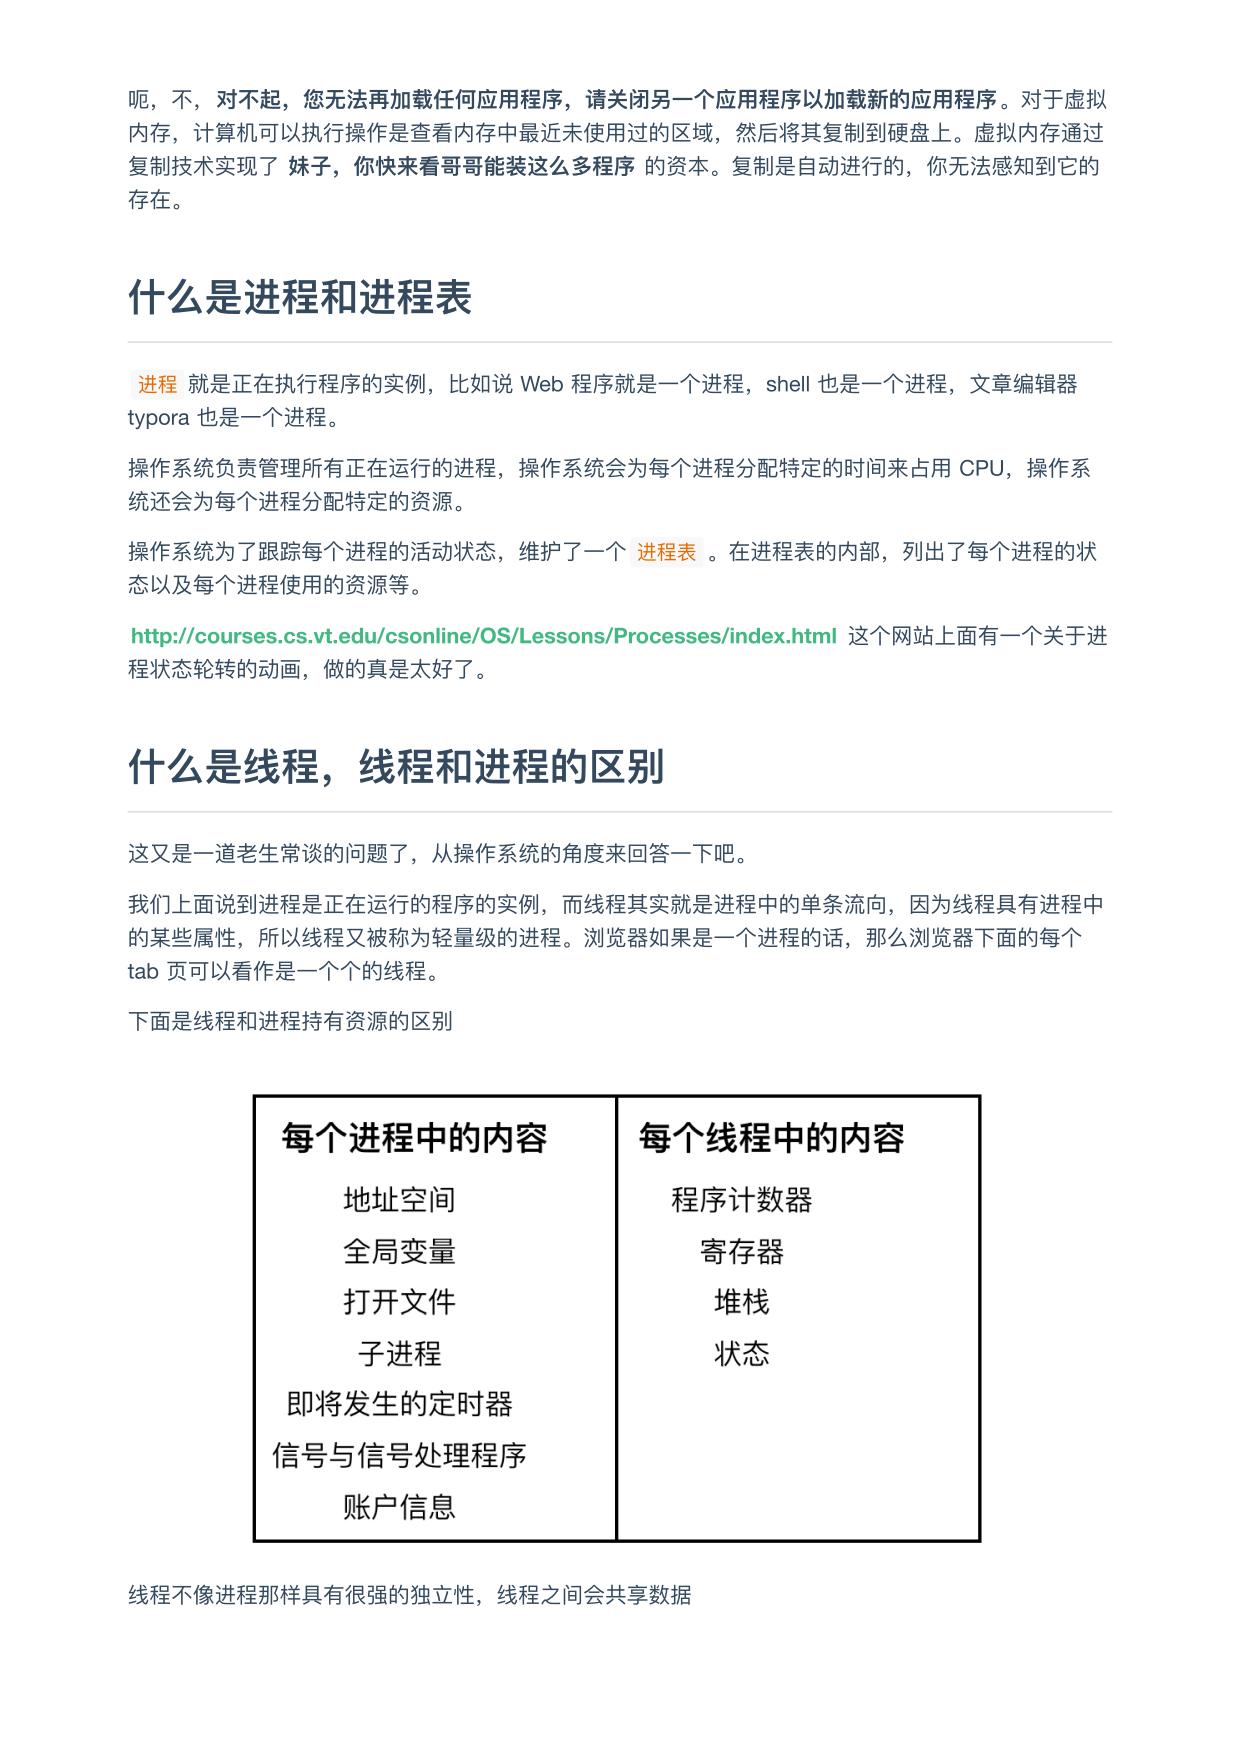 呃，不，对不起，您无法再加载任何应用程序，请关闭另一个应用程序以加载新的应用程序。对于虚拟
内存，计算机可以执行操作是查看内存中最近未使用过的区域，然后将其复制到硬盘上。虚拟内存通过
复制技术实现了 妹子，你快来看哥哥能装这么多程序 的资本。复制是自动进行的，你无法感知到它的
存在。
什么是进程和进程表
进程 就是正在执行程序的实例，比如说 Web 程序就是一个进程，shell 也是一个进程，文章编辑器
typora 也是一个进程。
操作系统负责管理所有正在运行的进程，操作系统会为每个进程分配特定的时间来占用 CPU，操作系
统还会为每个进程分配特定的资源。
操作系统为了跟踪每个进程的活动状态，维护了一个 进程表 。在进程表的内部，列出了每个进程的状
态以及每个进程使用的资源等。
http://courses.cs.vt.edu/csonline/OS/Lessons/Processes/index.html 这个网站上面有一个关于进
程状态轮转的动画，做的真是太好了。
什么是线程，线程和进程的区别
这又是一道老生常谈的问题了，从操作系统的角度来回答一下吧。
我们上面说到进程是正在运行的程序的实例，而线程其实就是进程中的单条流向，因为线程具有进程中
的某些属性，所以线程又被称为轻量级的进程。浏览器如果是一个进程的话，那么浏览器下面的每个
tab 页可以看作是一个个的线程。
下面是线程和进程持有资源的区别
每个进程中的内容
地址空间
全局变量
打开文件
子进程
即将发生的定时器
信号与信号处理程序
账户信息
每个线程中的内容
程序计数器
寄存器
堆栈
状态
线程不像进程那样具有很强的独立性，线程之间会共享数据